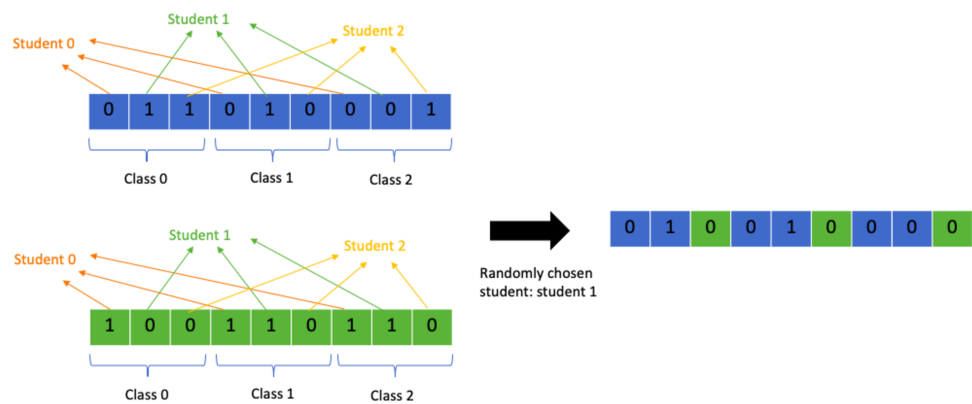 Student 1
Student 2
Student 0
0 1 1 0 1 0 0 0 1
Class 0 Class 1 Class 2
Student 1
Student 2
Student 0
1 0 0 1 1 0 1 1 0
Class 0 Class 1 Class 2
Randomly chosen
student: student 1
0 1 0 0 1 0 0 0 0